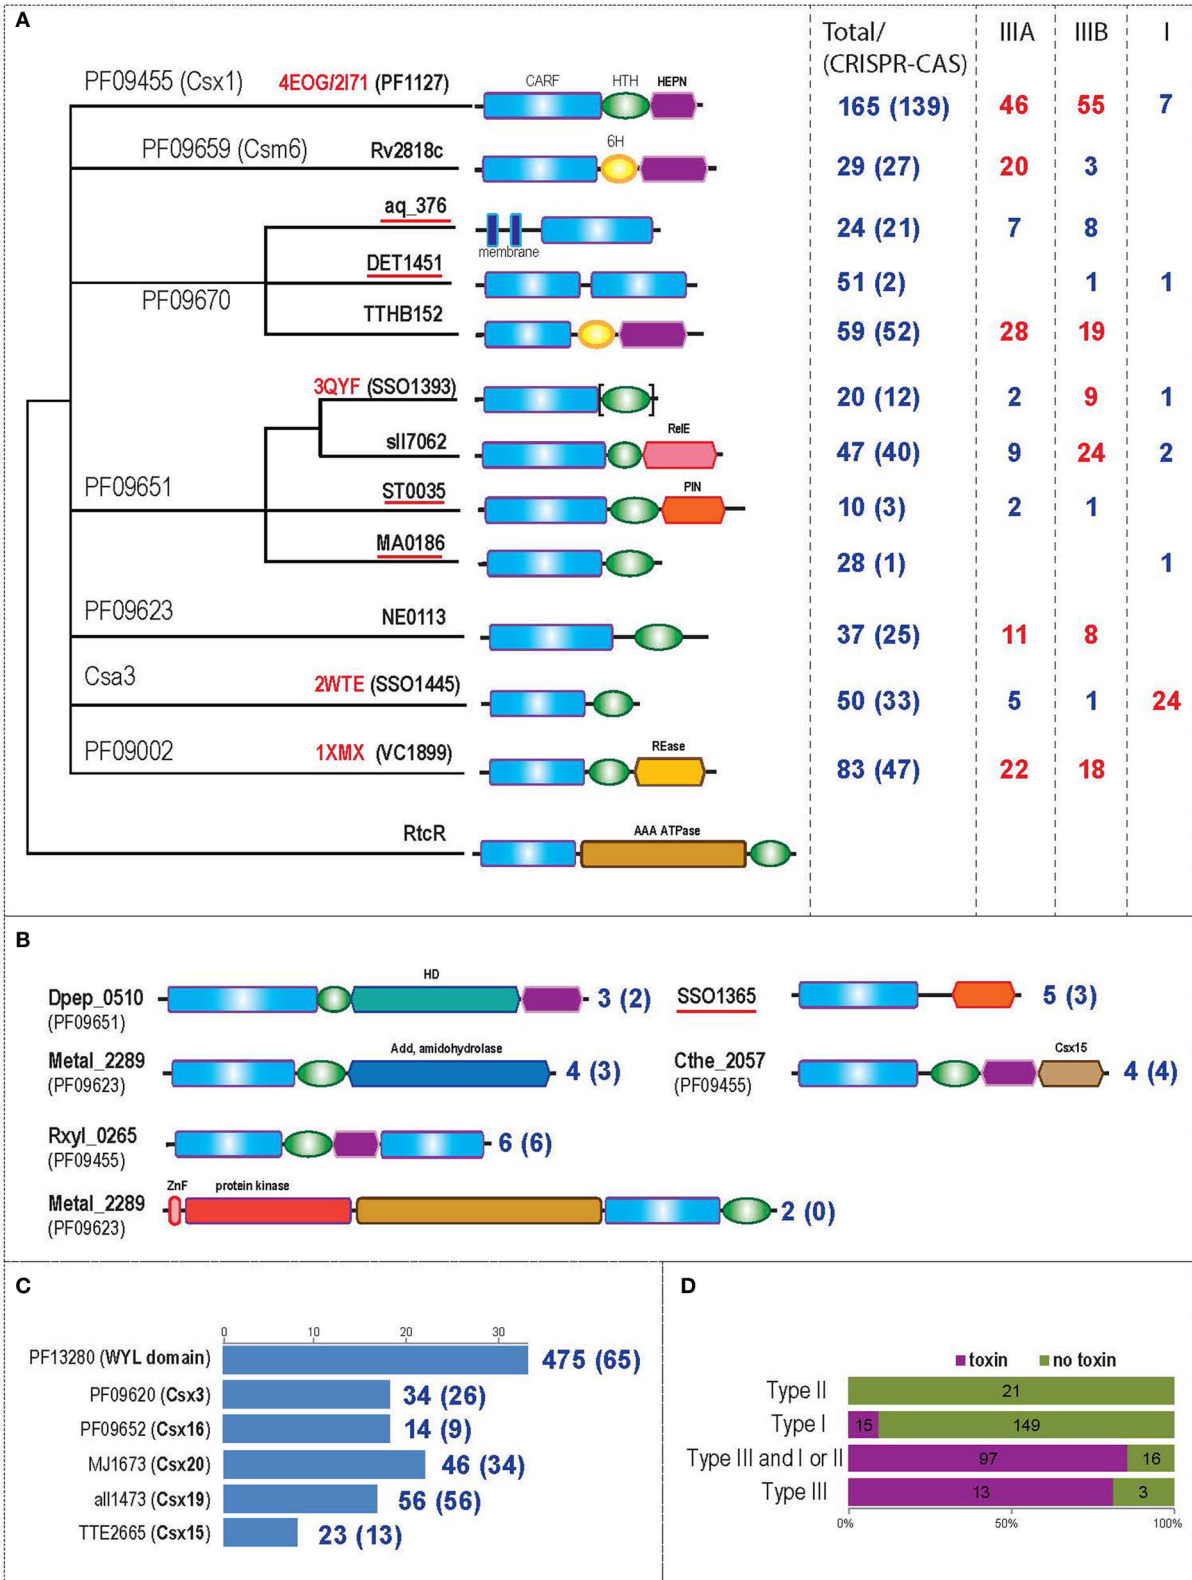 A
Total/
(CRISPR-CAS)
IIIA
IIIB
I
PF09455 (Csx1)
4EOG/2I71 (PF1127)
CARF
HTH
HEPN
165 (139)
46
55
7
PF09659 (Csm6)
Rv2818c
6H
29 (27)
20
3
aq_376
membrane
24 (21)
7
8
DET1451
51 (2)
1
1
PF09670
TTHB152
59 (52)
28
19
3QYF (SSO1393)
20 (12)
2
9
1
sll7062
RelE
47 (40)
9
24
2
PF09651
ST0035
PIN
10 (3)
2
1
MA0186
28 (1)
1
PF09623
NE0113
37 (25)
11
8
Csa3
2WTE (SSO1445)
50 (33)
5
1
24
PF09002
1XMX (VC1899)
REase
83 (47)
22
18
RtcR
AAA ATPase
B
Dpep_0510
(PF09651)
HD
3 (2)
SSO1365
5 (3)
Metal_2289
(PF09623)
Add, amidohydrolase
4 (3)
Cthe_2057
(PF09455)
Csx15
4 (4)
Rxyl_0265
(PF09455)
6 (6)
Metal_2289
(PF09623)
ZnF
protein kinase
2 (0)
C
0
10
20
30
PF13280 (WYL domain)
475 (65)
PF09620 (Csx3)
34 (26)
PF09652 (Csx16)
14 (9)
MJ1673 (Csx20)
46 (34)
all1473 (Csx19)
56 (56)
TTE2665 (Csx15)
23 (13)
D
toxin
no toxin
Type II
21
Type I
15
149
Type III and I or II
97
16
Type III
13
3
0%
50%
100%